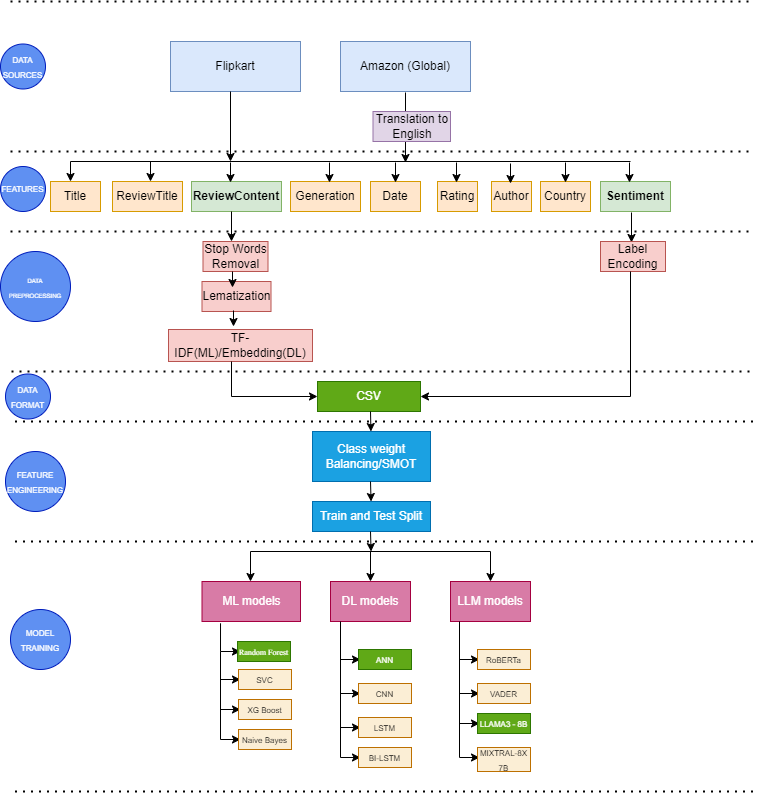 DATA
SOURCES
Flipkart
Amazon (Global)
Translation to
English
FEATURES
Title
ReviewTitle
ReviewContent
Generation
Date
Rating
Author
Country
Sentiment
DATA
PREPROCESSING
Stop Words
Removal
Label
Encoding
Lematization
TF-
IDF(ML)/Embedding(DL)
DATA
FORMAT
CSV
FEATURE
ENGINEERING
Class weight
Balancing/SMOT
Train and Test Split
MODEL
TRAINING
ML models
DL models
LLM models
Random Forest
SVC
XG Boost
Naive Bayes
ANN
CNN
LSTM
BI-LSTM
RoBERTa
VADER
LLAMA3 - 8B
MIXTRAL-8X
7B